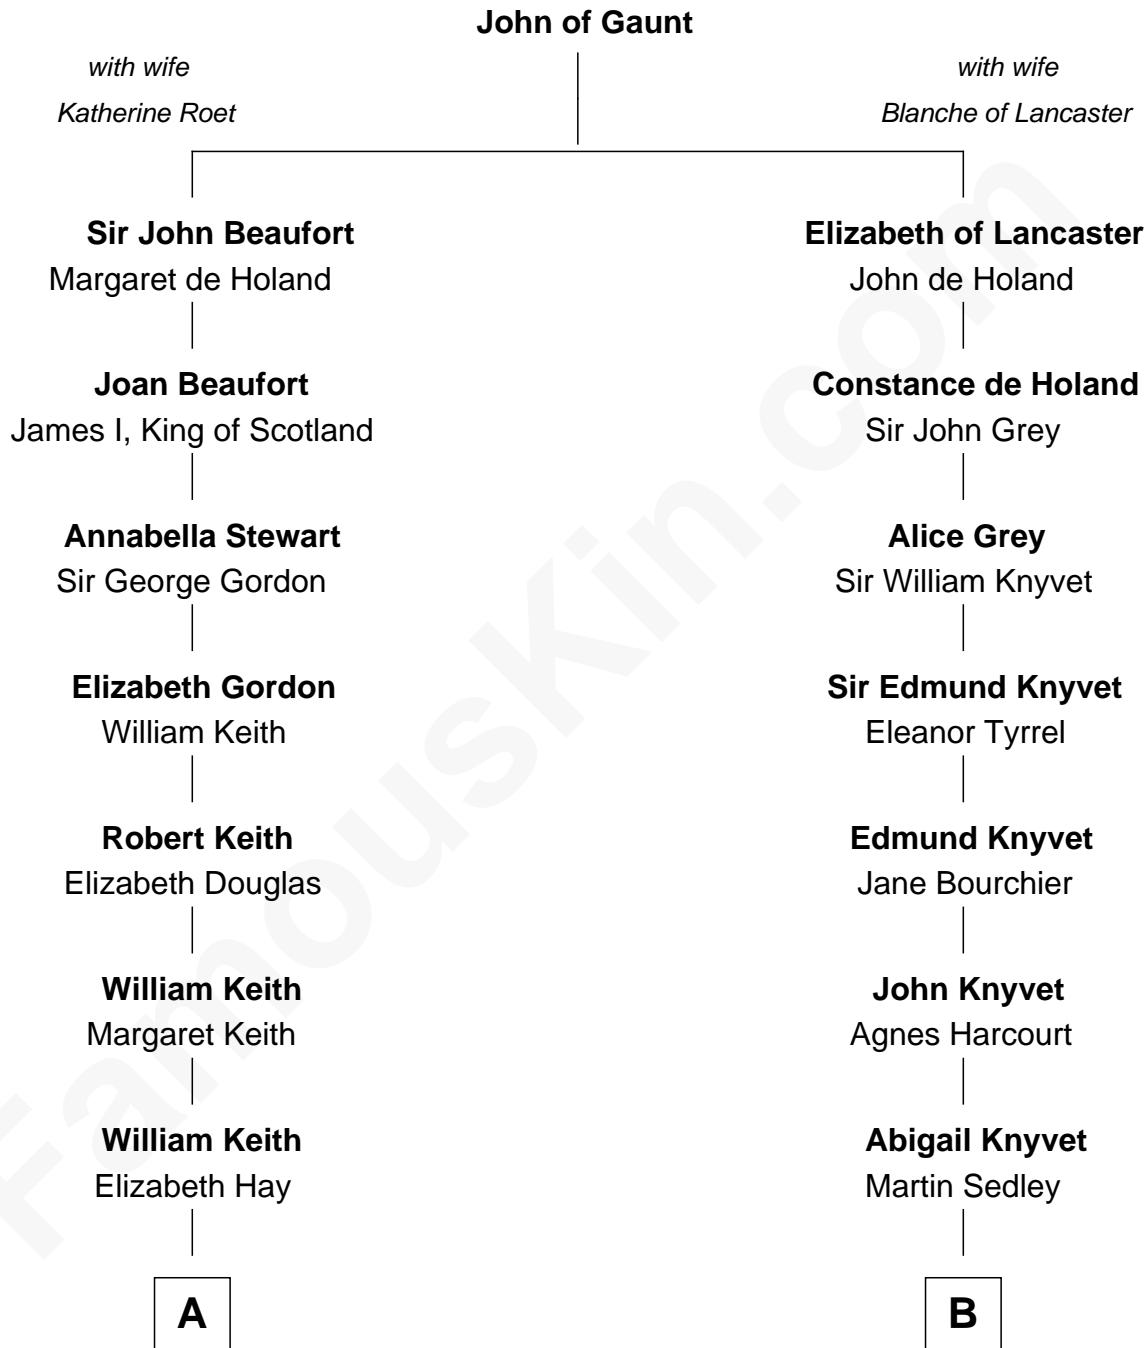 John of Gaunt
with wife
Katherine Roet
with wife
Blanche of Lancaster
Sir John Beaufort
Margaret de Holand
Elizabeth of Lancaster
John de Holand
Joan Beaufort
James I, King of Scotland
Constance de Holand
Sir John Grey
Annabella Stewart
Sir George Gordon
Alice Grey
Sir William Knyvet
Elizabeth Gordon
William Keith
Sir Edmund Knyvet
Eleanor Tyrrel
Robert Keith
Elizabeth Douglas
Edmund Knyvet
Jane Bourchier
William Keith
Margaret Keith
John Knyvet
Agnes Harcourt
William Keith
Elizabeth Hay
Abigail Knyvet
Martin Sedley
A
B
FamousKin.com